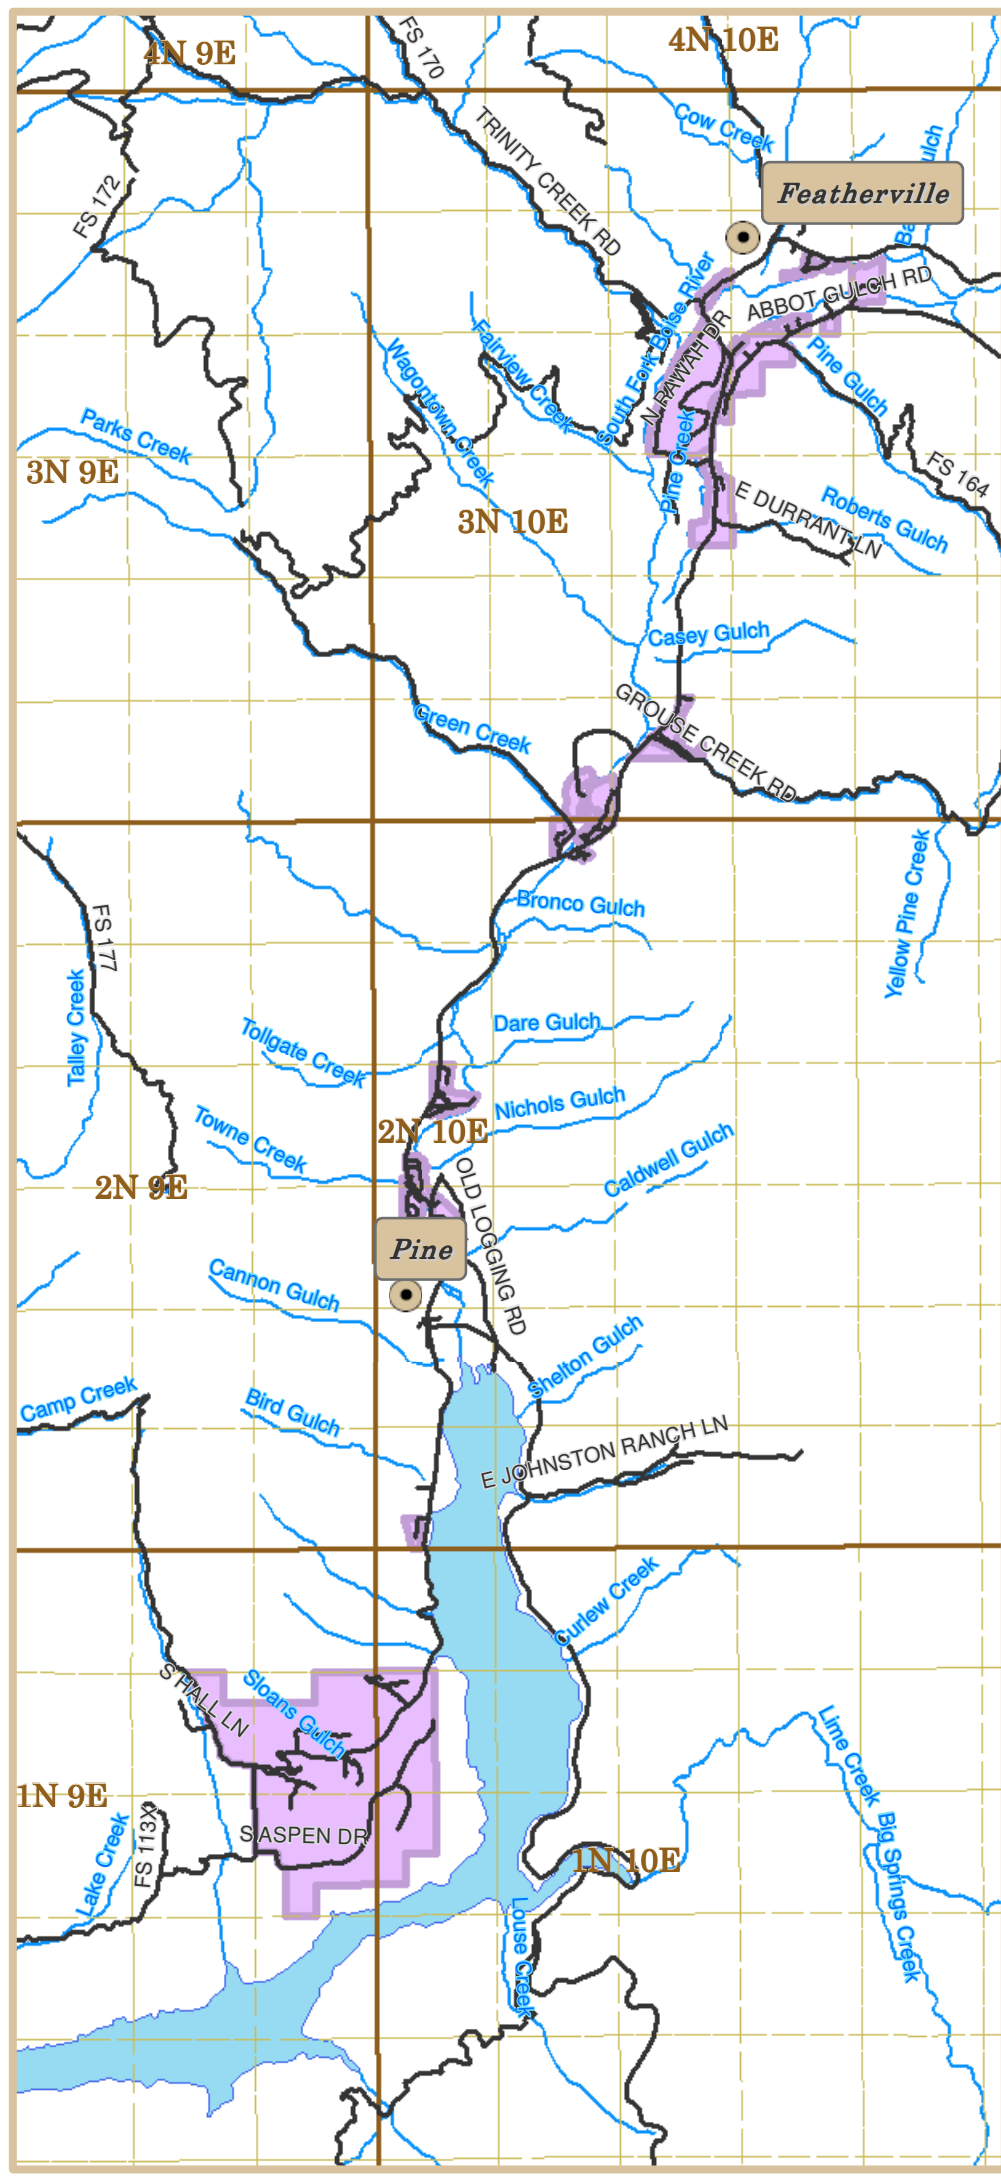 4N 9E
FS 170
4N 10E
Cow Creek
TRINITY CREEK RD
Featherville
FS 172
South Fork Boise River
ABBOT GULCH RD
N RAWAH DR
Fairview Creek
Wagontown Creek
Pine Gulch
Parks Creek
3N 9E
Pine Creek
FS 164
3N 10E
E DURRANT LN
Roberts Gulch
Casey Gulch
GROUSE CREEK RD
Green Creek
Yellow Pine Creek
Bronco Gulch
FS 177
Talley Creek
Dare Gulch
Tollgate Creek
Nichols Gulch
Towne Creek
2N 10E
Caldwell Gulch
2N 9E
OLD LOGGING RD
Pine
Cannon Gulch
Shelton Gulch
Camp Creek
Bird Gulch
E JOHNSTON RANCH LN
Curlew Creek
S HALL LN
Sloans Gulch
Lime Creek
1N 9E
S ASPEN DR
FS 113X
Lake Creek
1N 10E
Big Springs Creek
Louse Creek